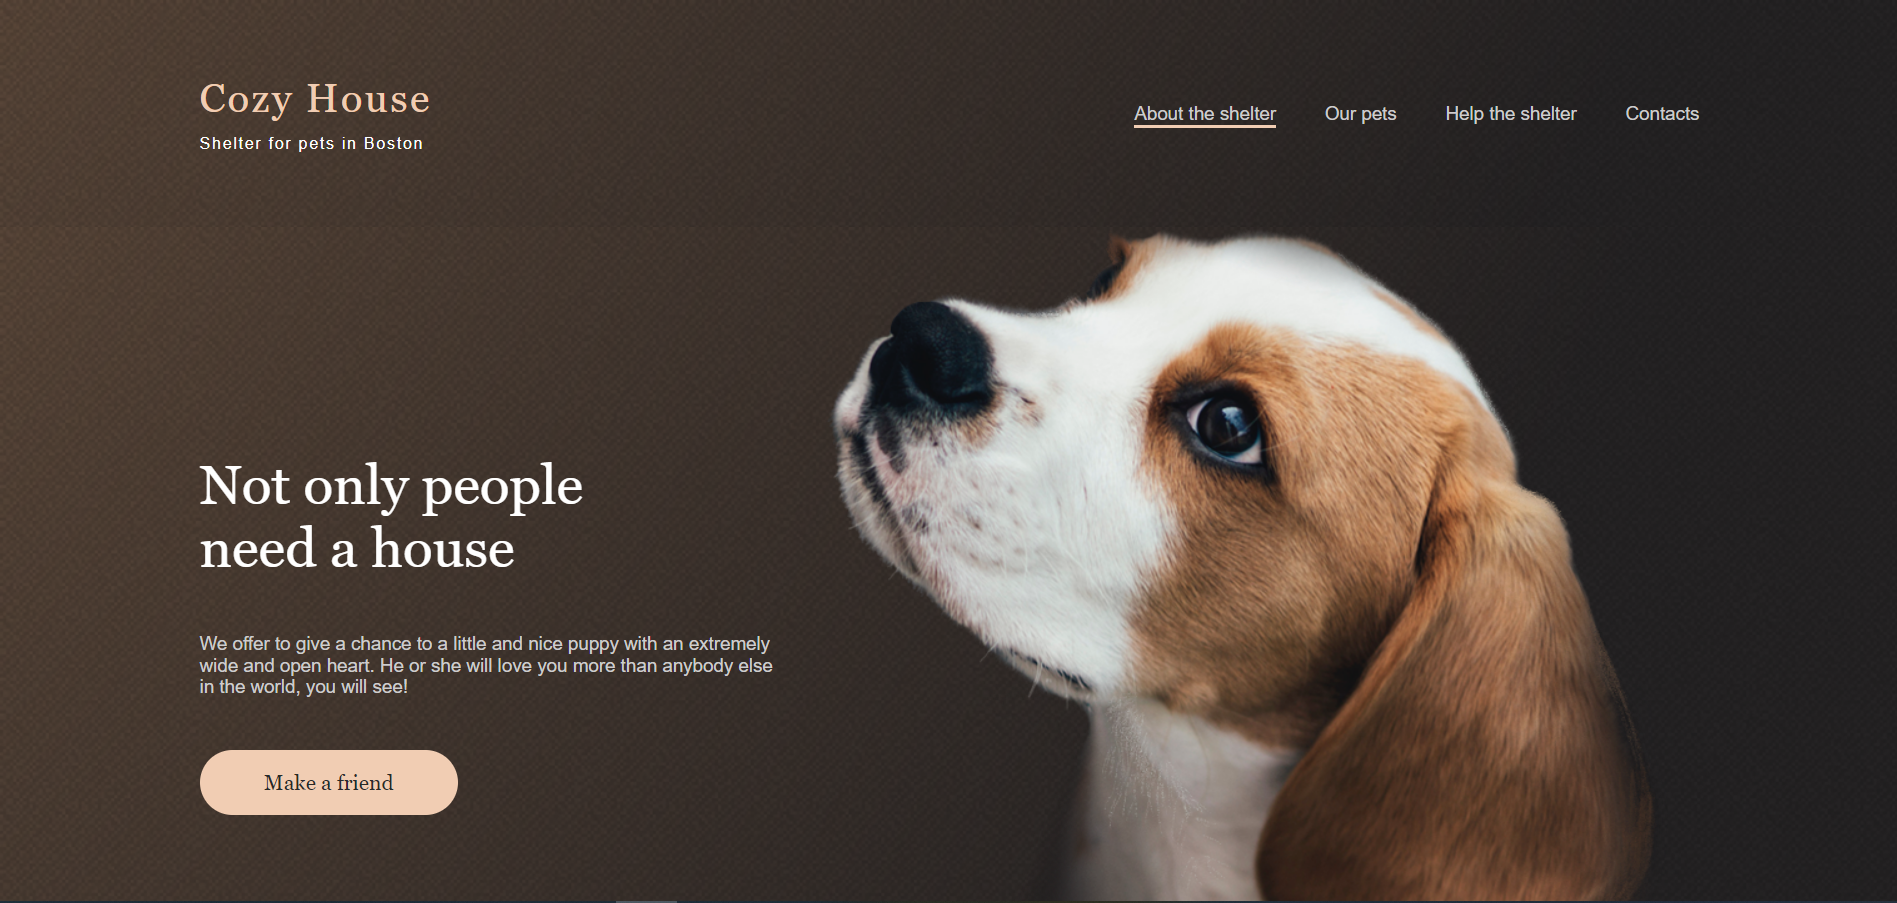 Cozy House
Shelter for pets in Boston
About the shelter
Our pets
Help the shelter
Contacts
Not only people
need a house
We offer to give a chance to a little and nice puppy with an extremely
wide and open heart. He or she will love you more than anybody else
in the world, you will see!
Make a friend